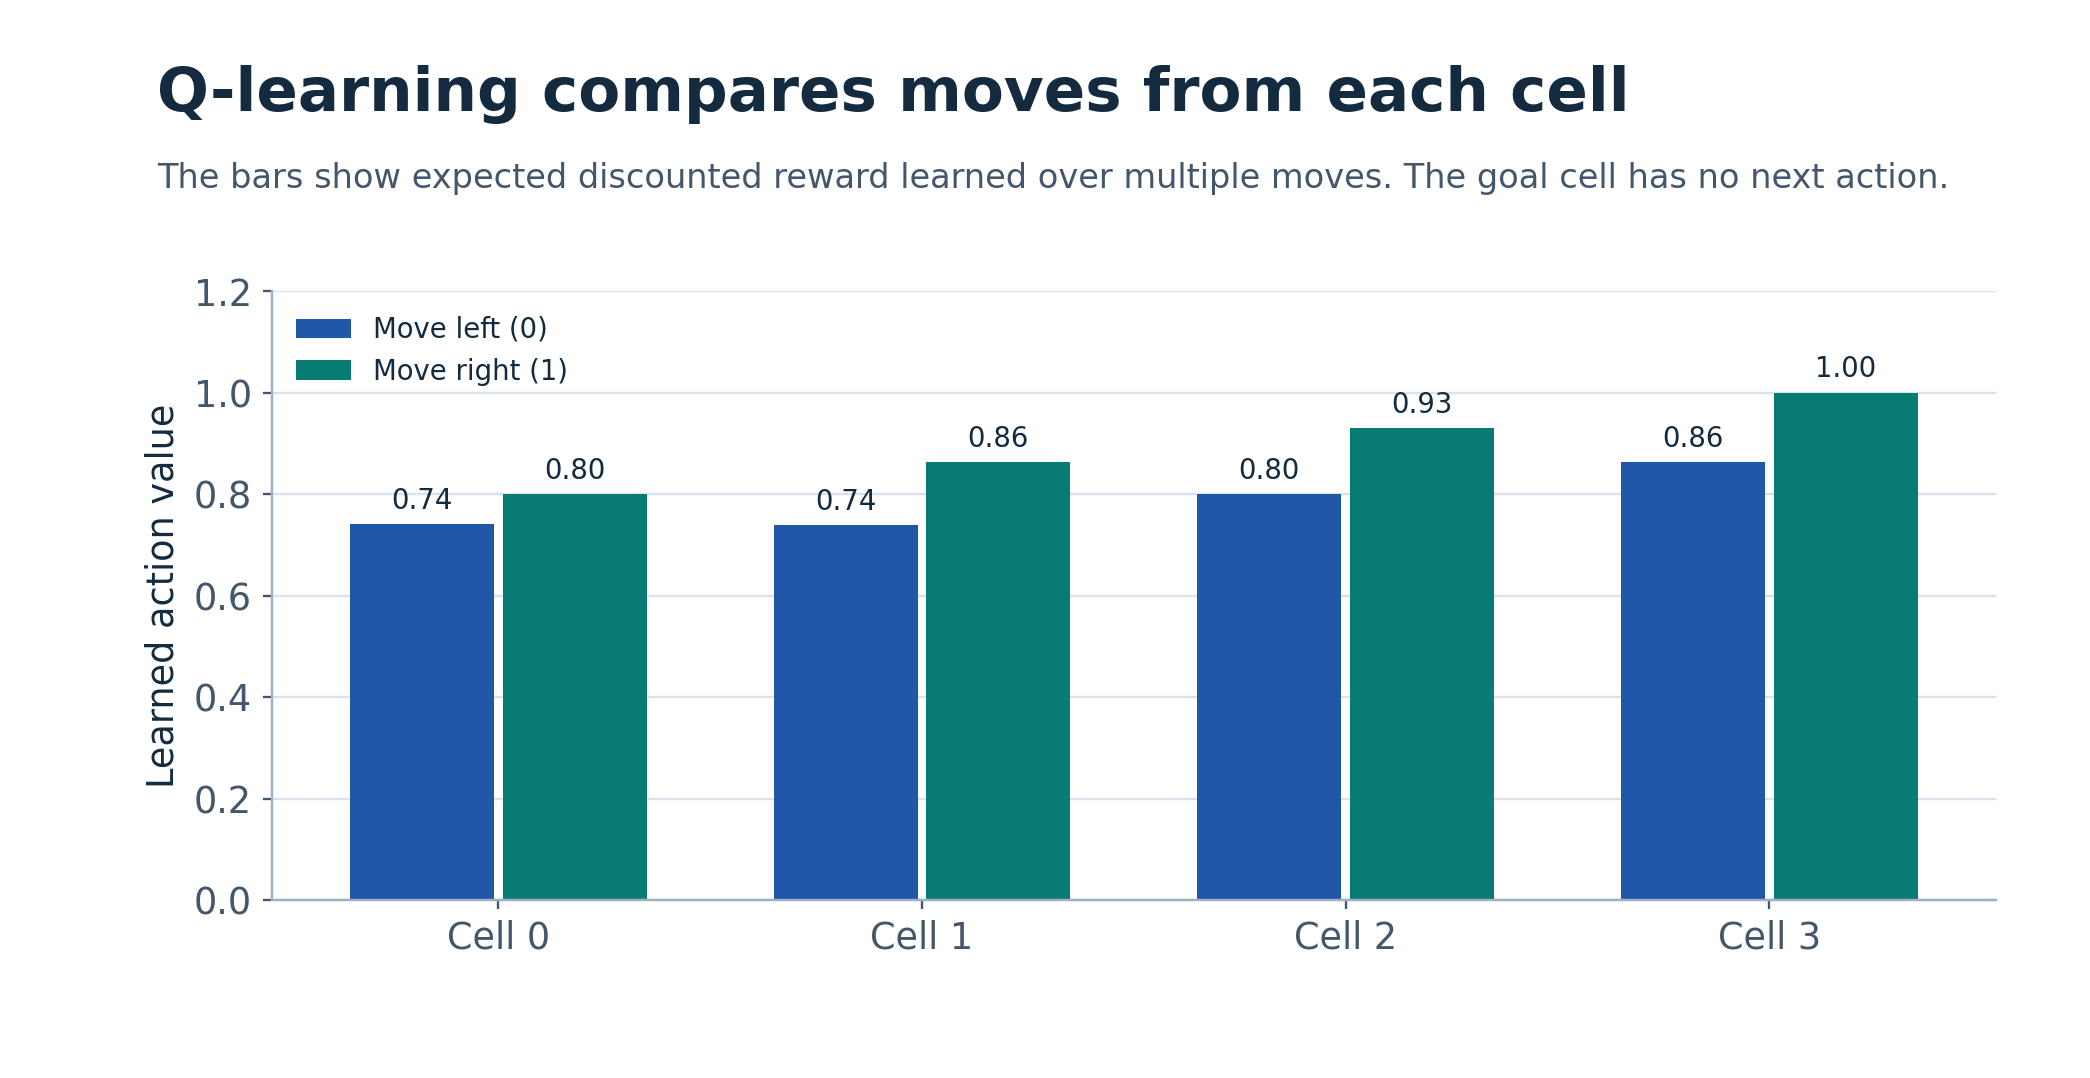 Q-learning compares moves from each cell
The bars show expected discounted reward learned over multiple moves. The goal cell has no next action.
Learned action value
1.2
1.0
0.8
0.6
0.4
0.2
0.0
Move left (0)
Move right (1)
0.74
0.80
0.74
0.86
0.80
0.93
0.86
1.00
Cell 0
Cell 1
Cell 2
Cell 3